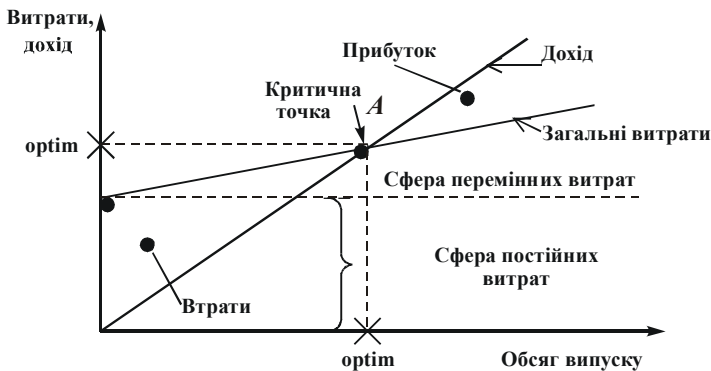 Витрати,
дохід
Прибуток
Дохід
Критична
точка
A
optim
Загальні витрати
Сфера перемінних витрат
Сфера постійних
витрат
Втрати
optim
Обсяг випуску